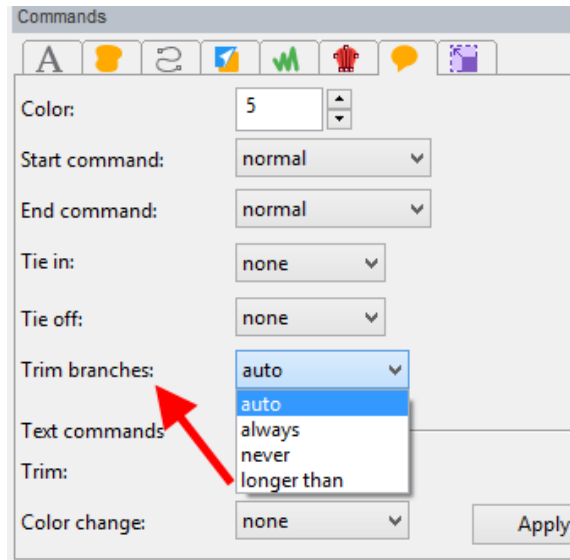 Commands
A
Color: 5
Start command: normal
End command: normal
Tie in: none
Tie off: none
Trim branches: auto
auto
always
never
longer than
Text commands
Trim:
Color change: none
Apply